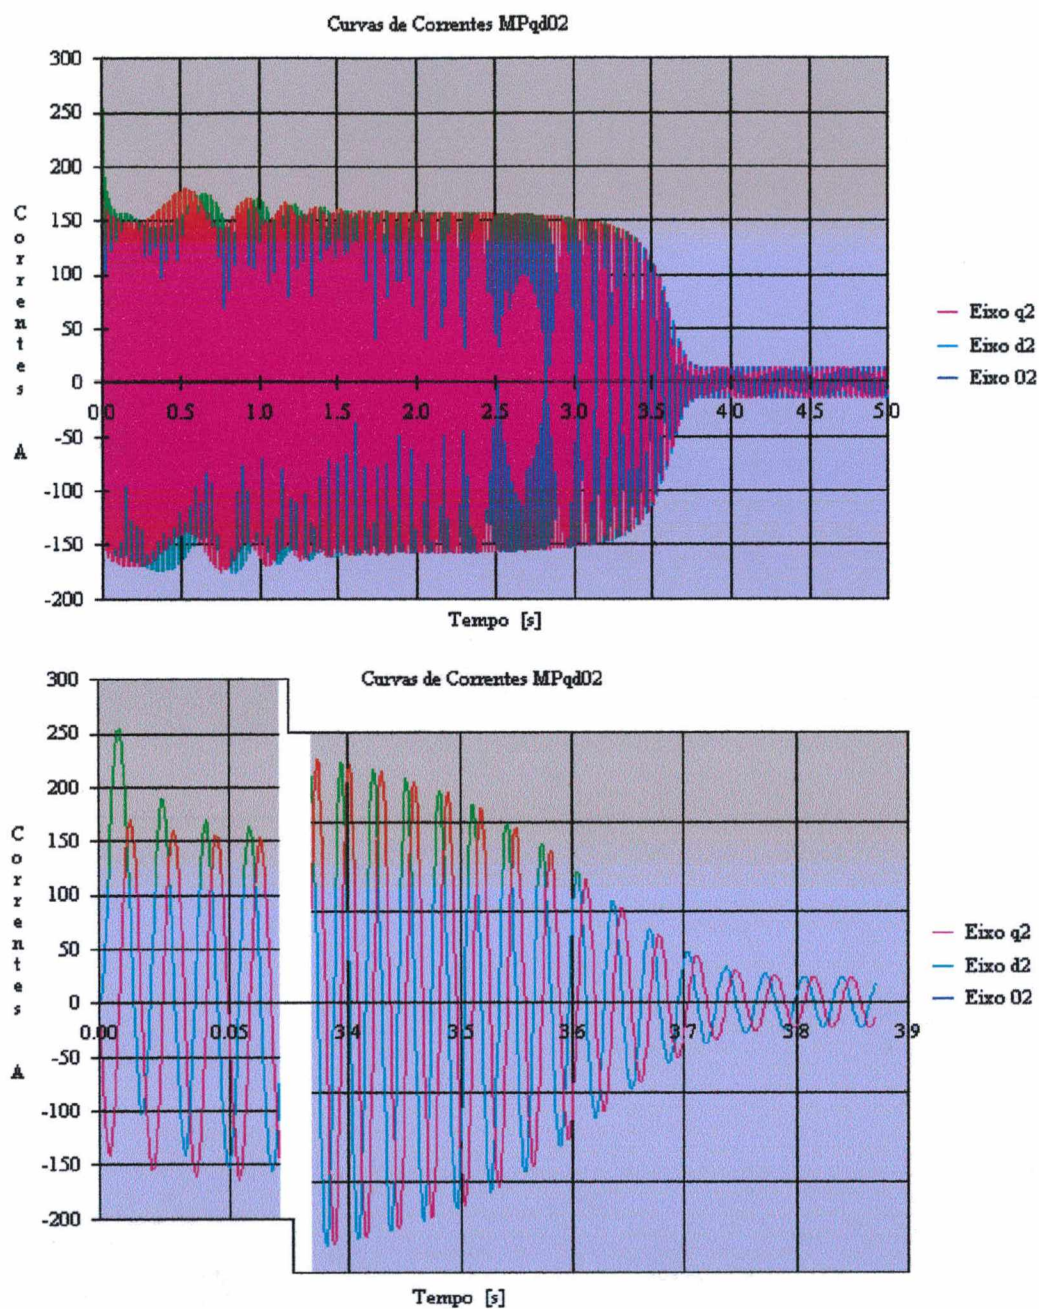 Curvas de Correntes MPqd02
300
250
200
150
100
50
0
-50
-100
-150
-200
Correntes A
0.0 0.5 1.0 1.5 2.0 2.5 3.0 3.5 4.0 4.5 5.0
Tempo [s]
Eixo q2
Eixo d2
Eixo 02
Curvas de Correntes MPqd02
300
250
200
150
100
50
0
-50
-100
-150
-200
Correntes A
0.00 0.05 3.4 3.5 3.6 3.7 3.8 3.9
Tempo [s]
Eixo q2
Eixo d2
Eixo 02